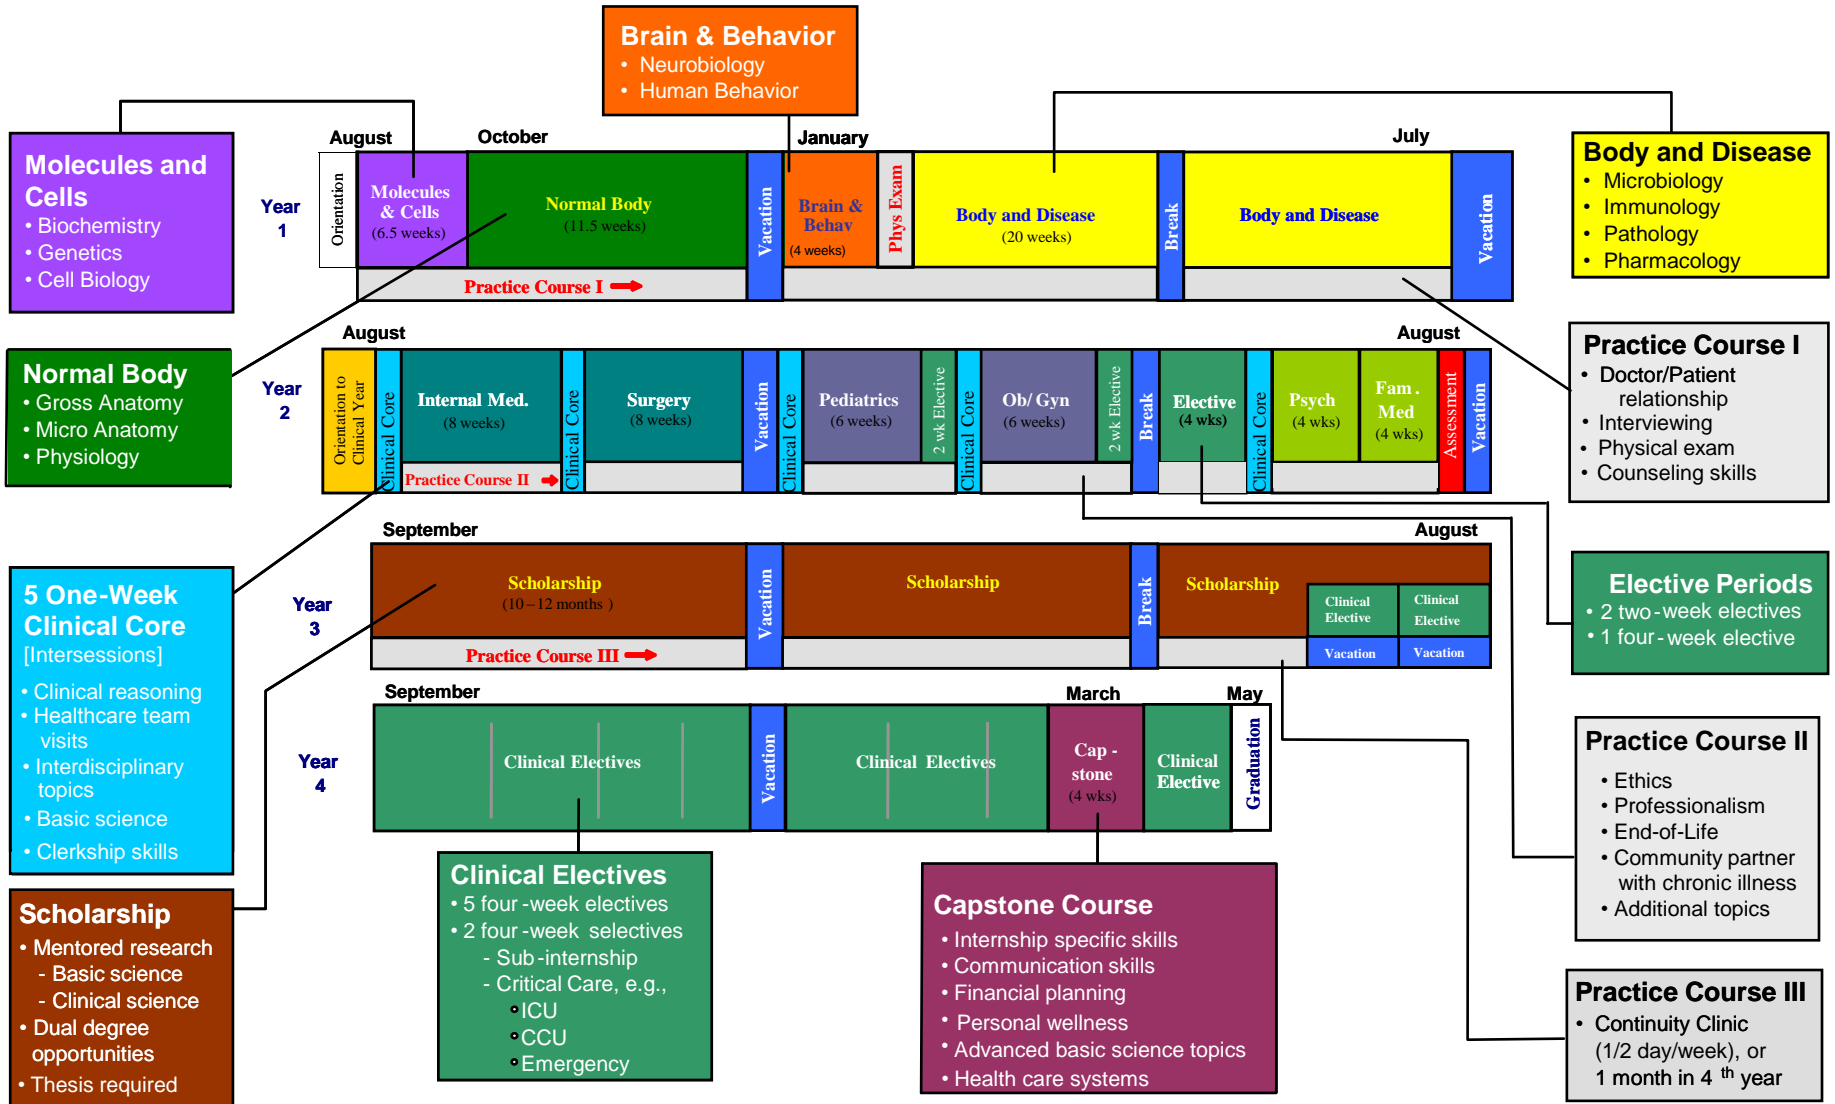 Brain & Behavior
• Neurobiology
• Human Behavior
Molecules and
Cells
• Biochemistry
• Genetics
• Cell Biology
Normal Body
• Gross Anatomy
• Micro Anatomy
• Physiology
5 One-Week
Clinical Core
[Intersessions]
• Clinical reasoning
• Healthcare team
visits
• Interdisciplinary
topics
• Basic science
• Clerkship skills
Scholarship
• Mentored research
- Basic science
- Clinical science
• Dual degree
opportunities
• Thesis required
August
October
January
July
Year
1
Orientation
Molecules
& Cells
(6.5 weeks)
Normal Body
(11.5 weeks)
Vacation
Brain &
Behav
(4 weeks)
Phys Exam
Body and Disease
(20 weeks)
Break
Body and Disease
Vacation
Practice Course I
August
August
Year
2
Orientation to
Clinical Year
Clinical Core
Internal Med.
(8 weeks)
Clinical Core
Surgery
(8 weeks)
Vacation
Clinical Core
Pediatrics
(6 weeks)
2 wk Elective
Clinical Core
Ob/ Gyn
(6 weeks)
2 wk Elective
Break
Elective
(4 wks)
Clinical Core
Psych
(4 wks)
Fam .
Med
(4 wks)
Assessment
Vacation
Practice Course II
September
August
Year
3
Scholarship
(10 – 12 months )
Vacation
Scholarship
Break
Scholarship
Clinical
Elective
Clinical
Elective
Vacation
Vacation
Practice Course III
September
March
May
Year
4
Clinical Electives
Vacation
Clinical Electives
Cap -
stone
(4 wks)
Clinical
Elective
Graduation
Clinical Electives
• 5 four -week electives
• 2 four -week selectives
- Sub -internship
- Critical Care, e.g.,
ICU
CCU
Emergency
Capstone Course
• Internship specific skills
• Communication skills
• Financial planning
• Personal wellness
• Advanced basic science topics
• Health care systems
Body and Disease
• Microbiology
• Immunology
• Pathology
• Pharmacology
Practice Course I
• Doctor/Patient
relationship
• Interviewing
• Physical exam
• Counseling skills
Elective Periods
• 2 two -week electives
• 1 four - week elective
Practice Course II
• Ethics
• Professionalism
• End-of-Life
• Community partner
with chronic illness
• Additional topics
Practice Course III
• Continuity Clinic
(1/2 day/week), or
1 month in 4 th year